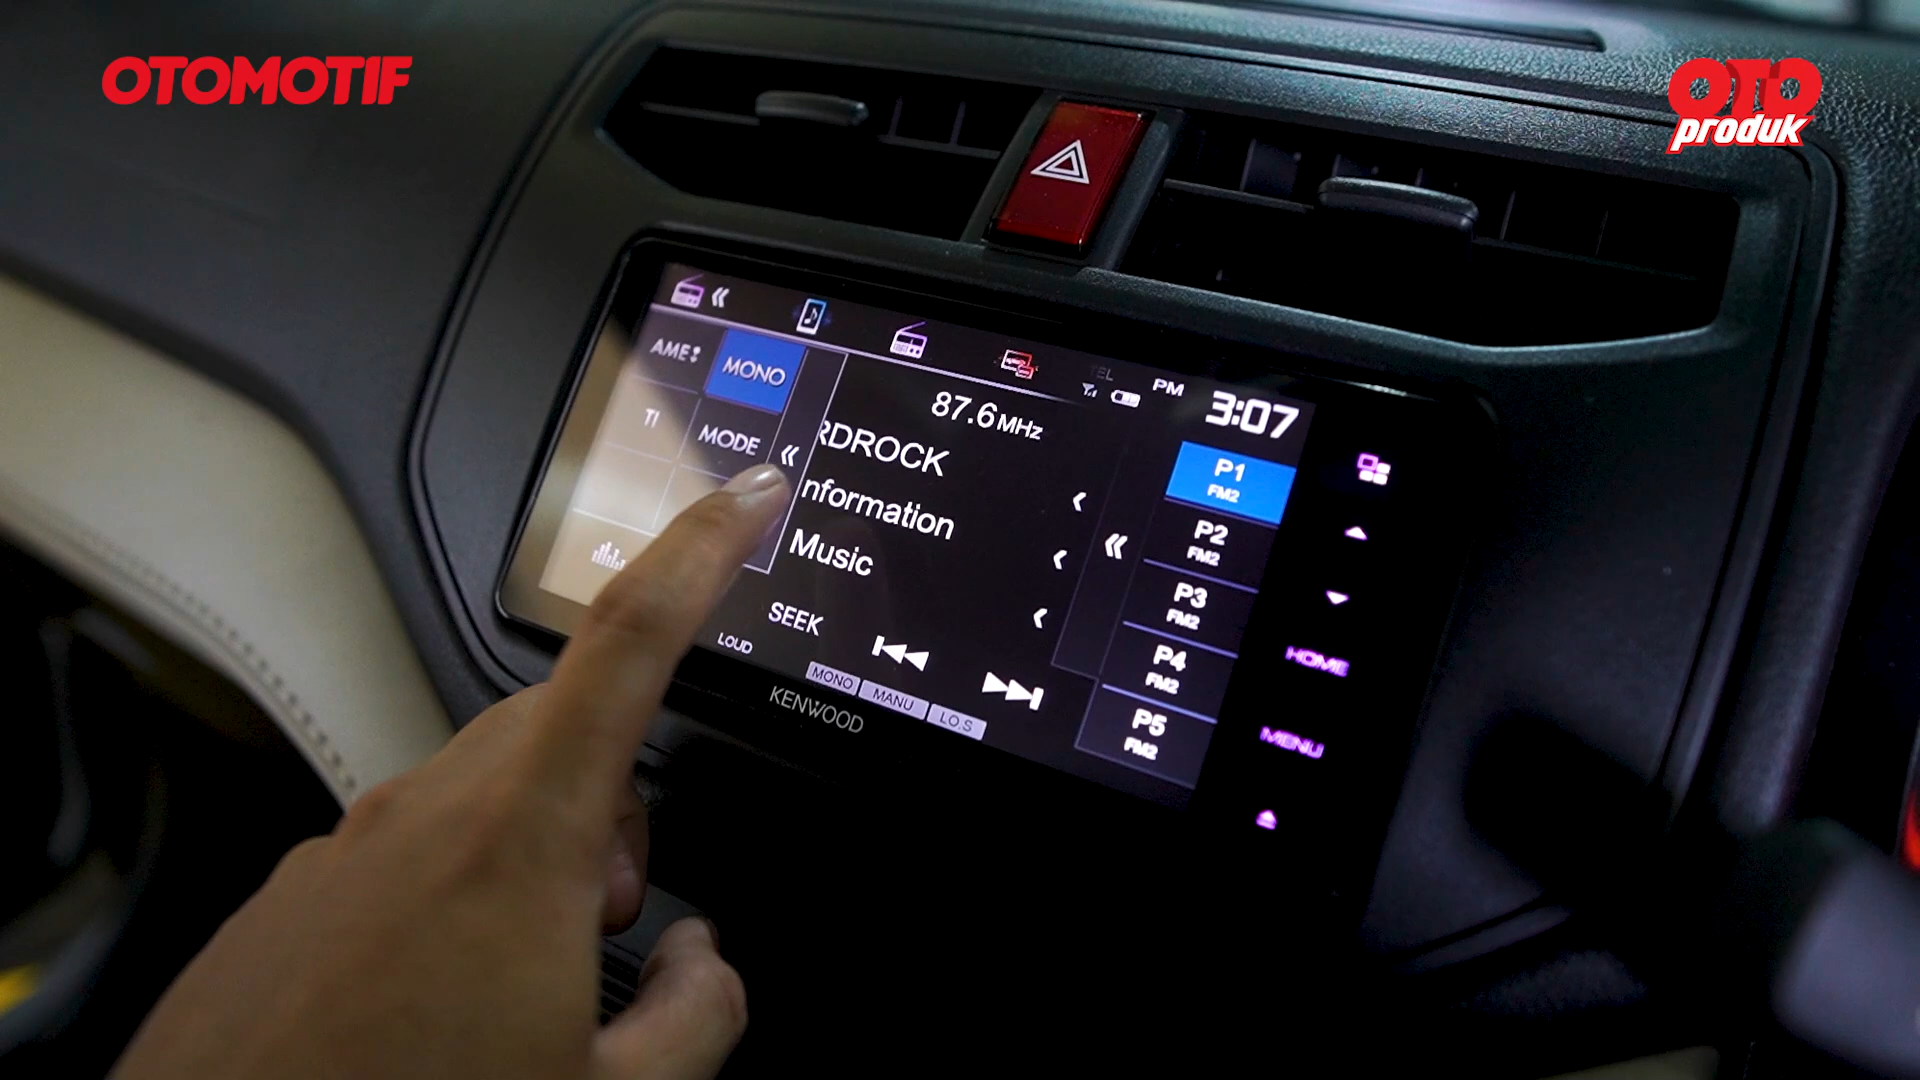 OTOMOTIF
OTO
produk
AME
MONO
TI
MODE
87.6MHz
RDROCK
nformation
Music
SEEK
LOUD
MONO MANU LO.S
KENWOOD
TEL
PM 3:07
P1
FM2
P2
FM2
P3
FM2
P4
FM2
P5
FM2
HOME
MENU